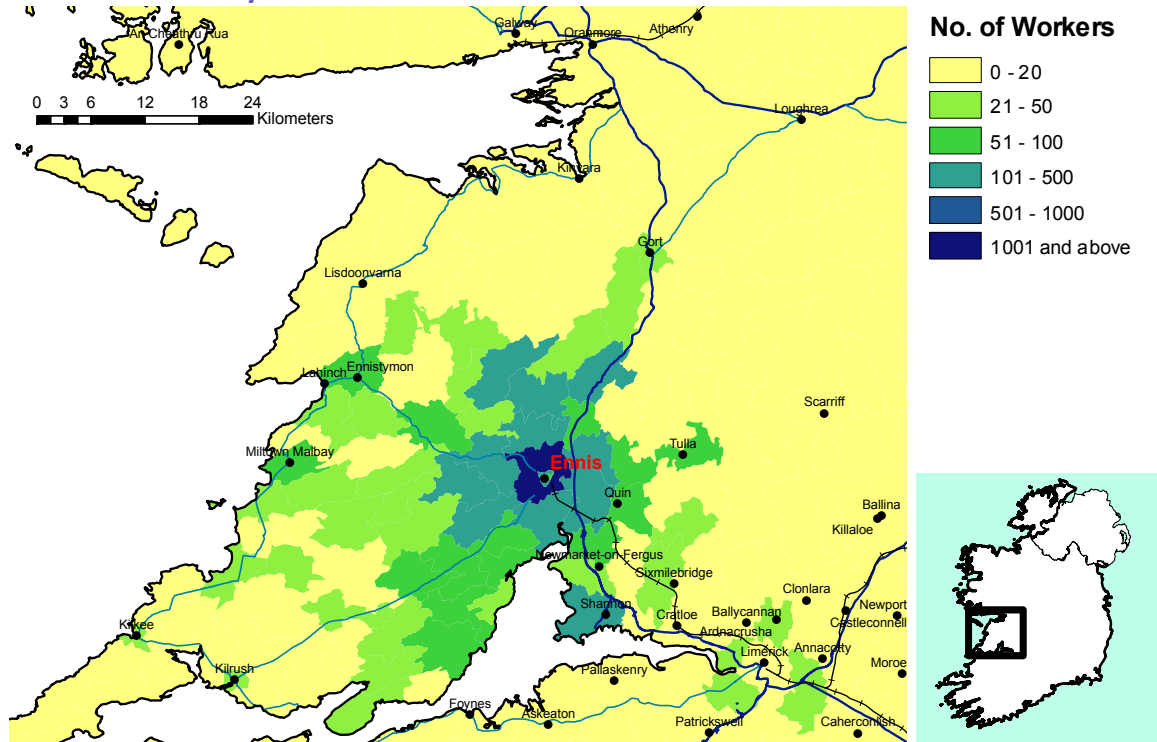 No. of Workers
0 - 20
21 - 50
51 - 100
101 - 500
501 - 1000
1001 and above
An Cheathru Rua
Galway
Oranmore
Athenry
0 3 6 12 18 24
Kilometers
Loughrea
Kinvara
Gort
Lisdoonvarna
Lahinch
Ennistymon
Scarriff
Miltown Malbay
Tulla
Ennis
Quin
Ballina
Killaloe
Newmarket-on-Fergus
Sixmilebridge
Clonlara
Shannon
Cratloe
Ballycannan
Newport
Castleconnell
Ardnacrusha
Kilkee
Limerick
Annacotty
Moroe
Kilrush
Pallaskenry
Foynes
Askeaton
Patrickswell
Caherconlish